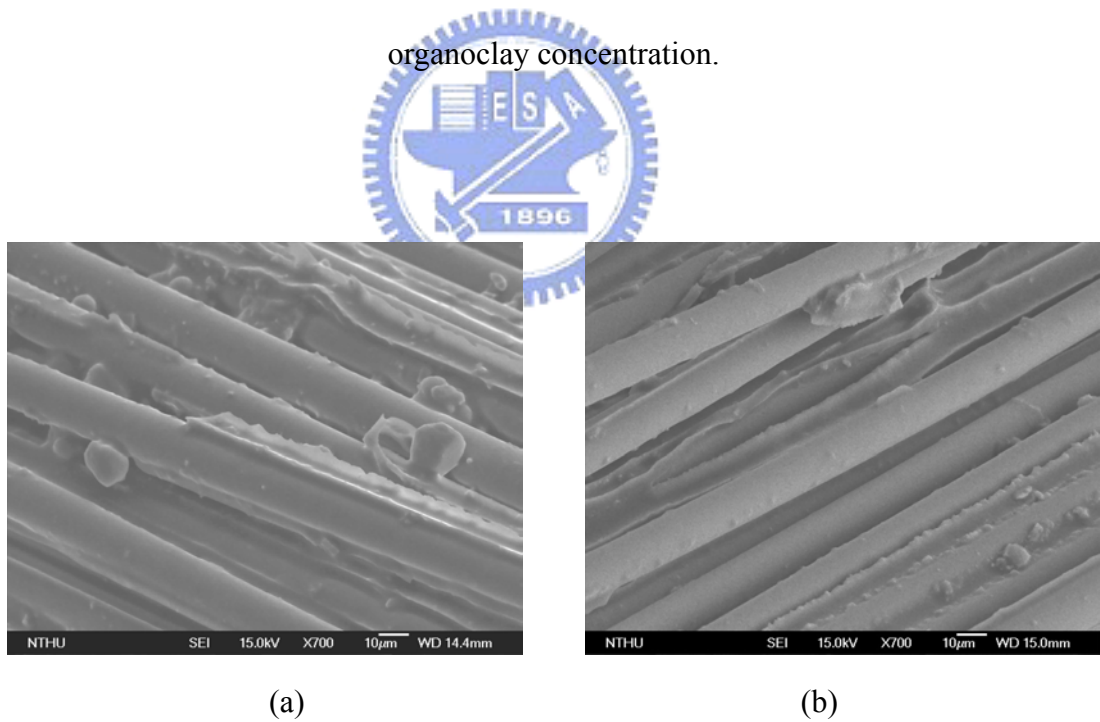 organoclay concentration.
E S A
1896
NTHU SEI 15.0kV X700 10µm WD 14.4mm
NTHU SEI 15.0kV X700 10µm WD 15.0mm
(a) (b)